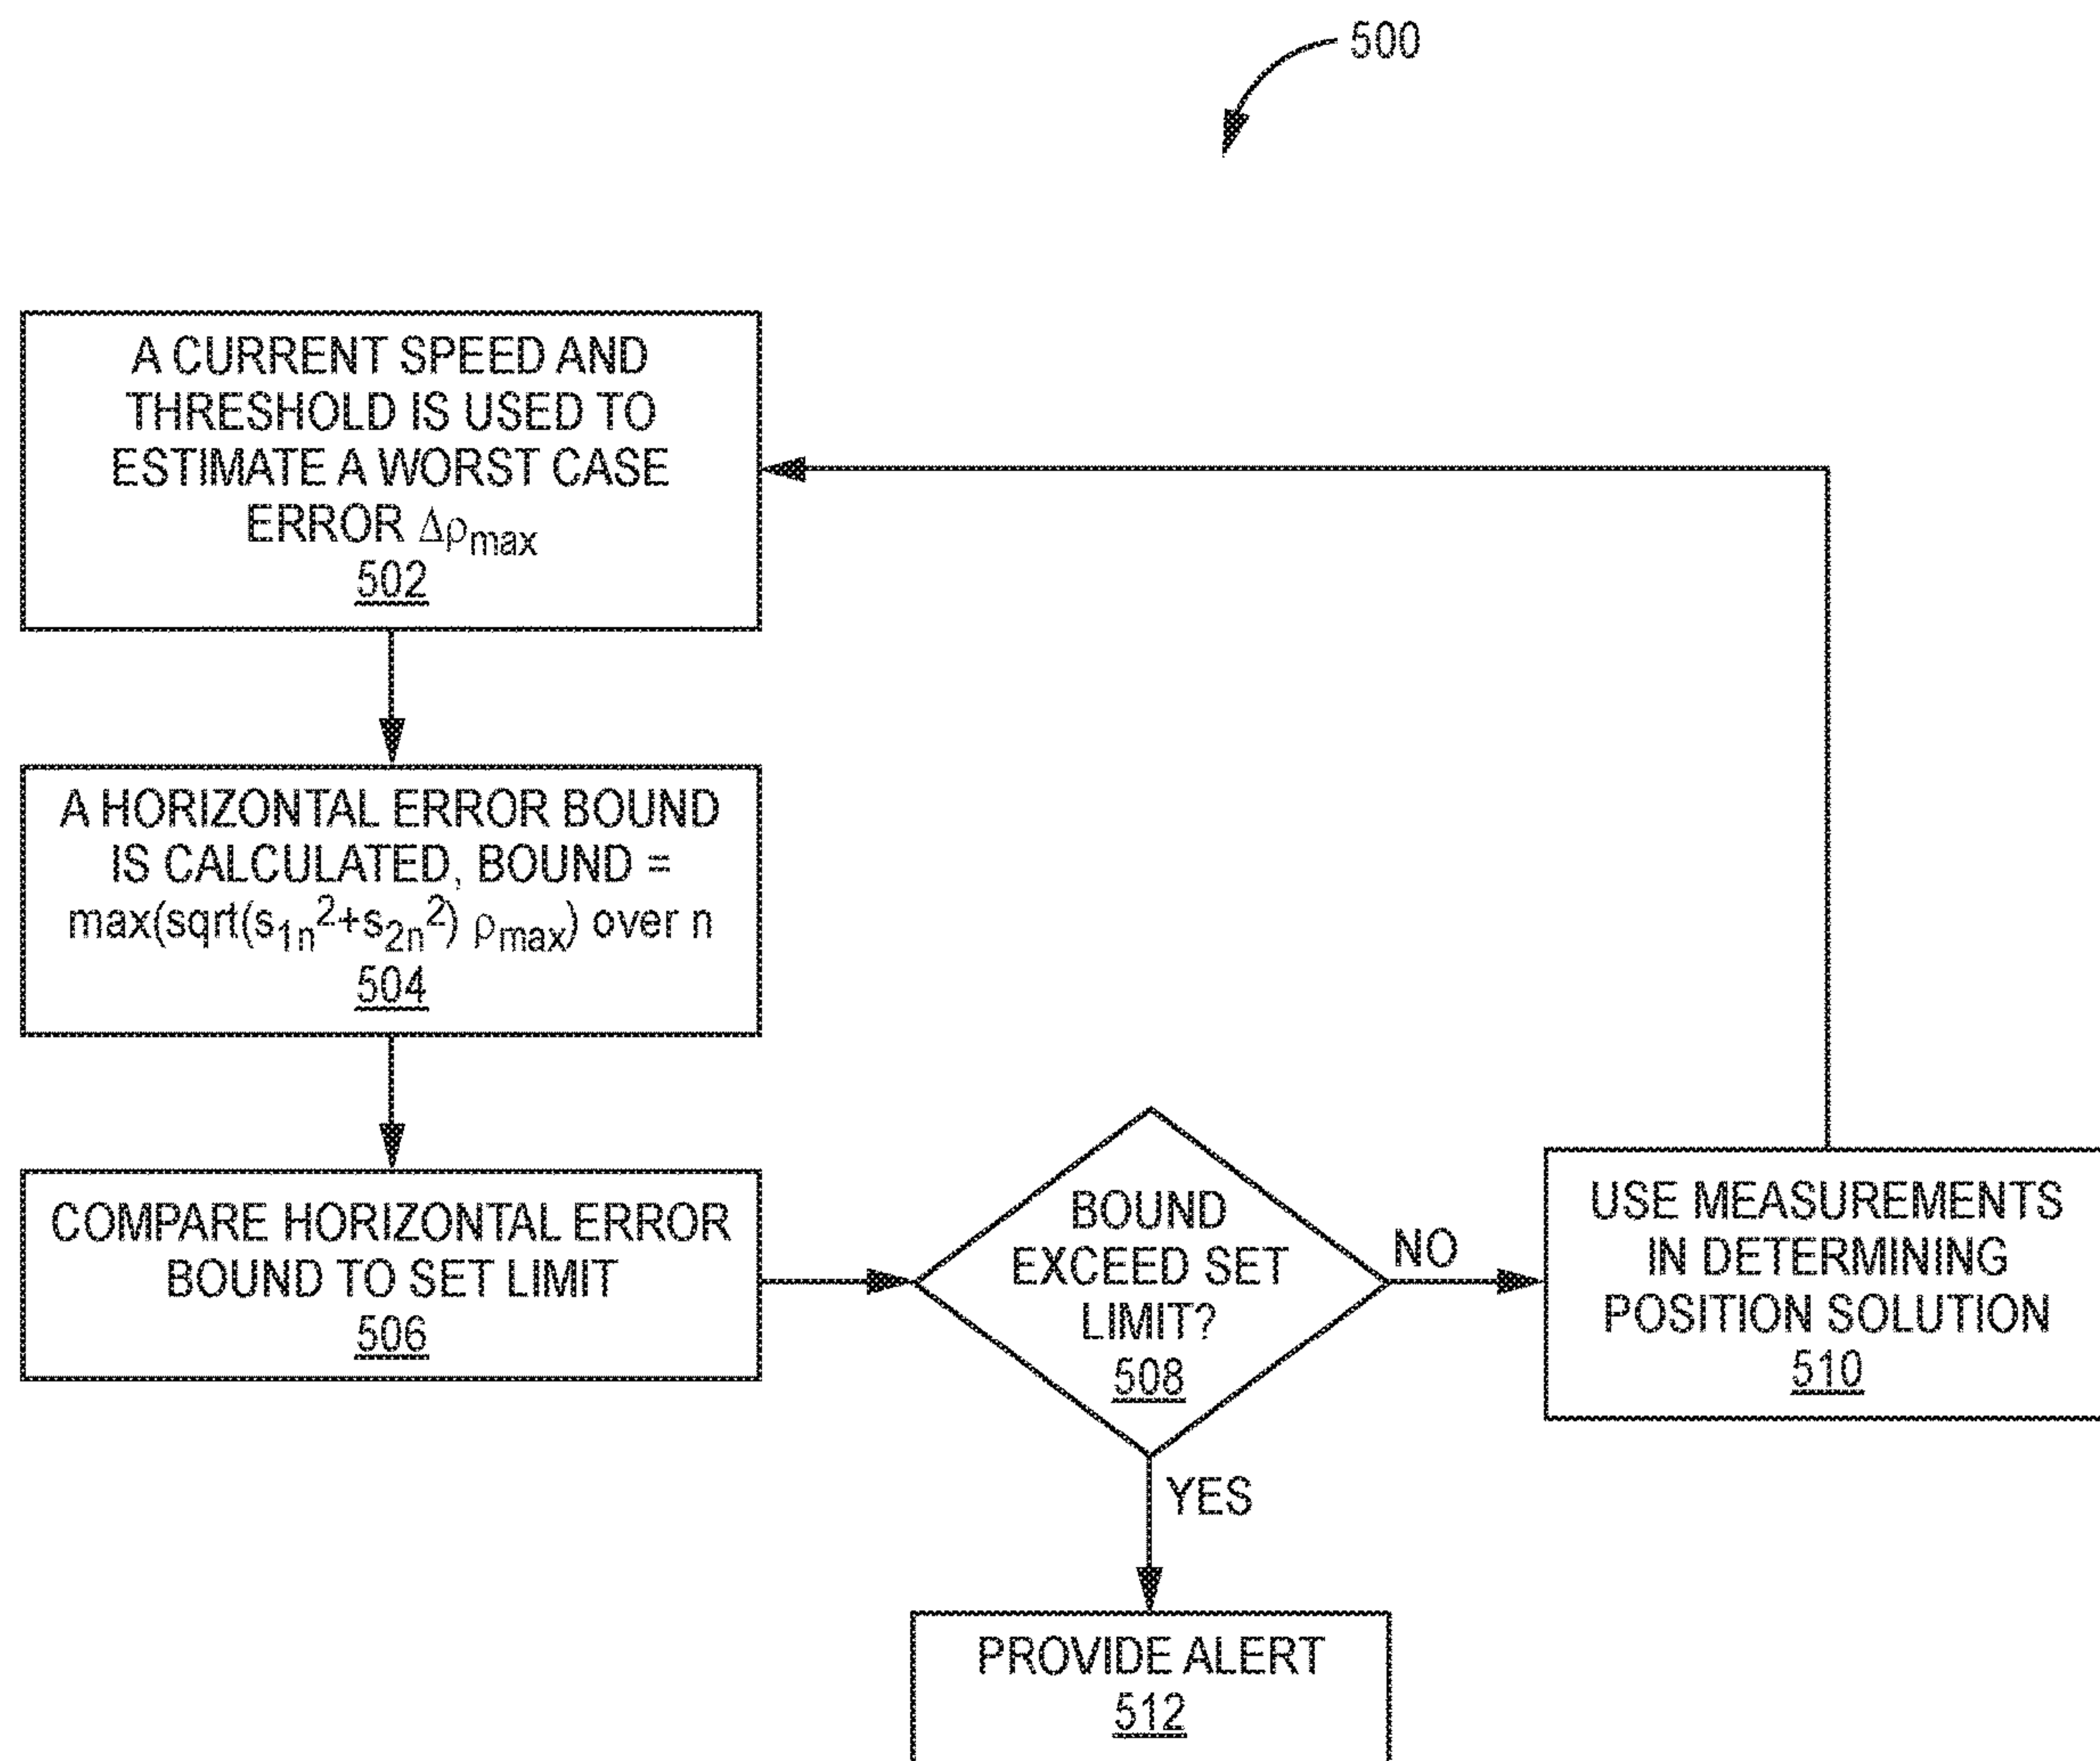 500
A CURRENT SPEED AND
THRESHOLD IS USED TO
ESTIMATE A WORST CASE
ERROR Δρmax
502
A HORIZONTAL ERROR BOUND
IS CALCULATED, BOUND =
max(sqrt(s1n²+s2n²) ρmax) over n
504
COMPARE HORIZONTAL ERROR
BOUND TO SET LIMIT
506
BOUND
EXCEED SET
LIMIT?
508
NO
USE MEASUREMENTS
IN DETERMINING
POSITION SOLUTION
510
YES
PROVIDE ALERT
512